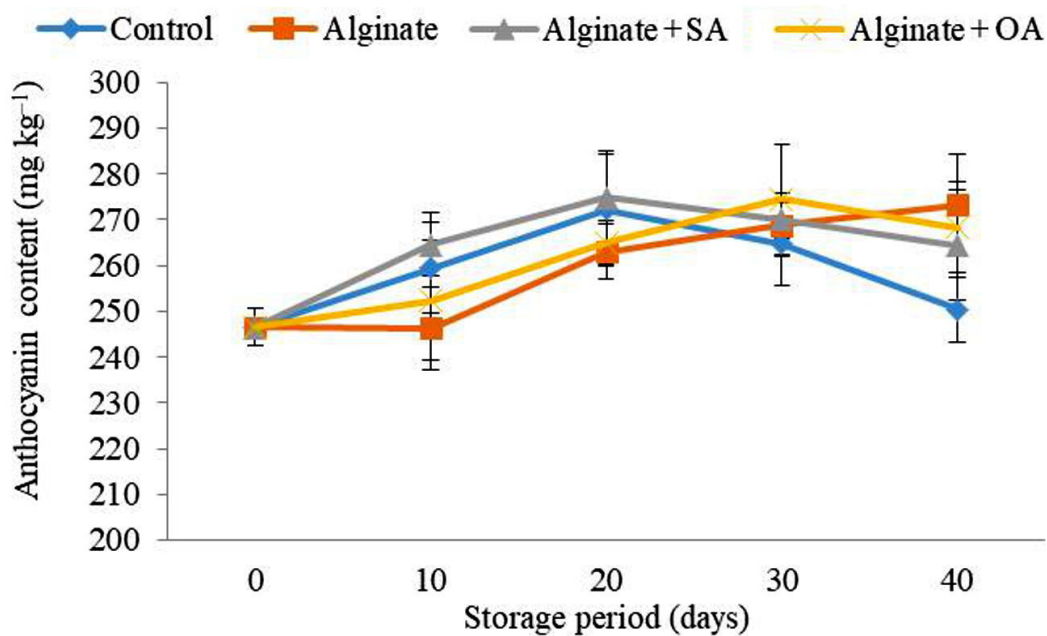 Control Alginate Alginate + SA Alginate + OA
Anthocyanin content (mg kg⁻¹)
300
290
280
270
260
250
240
230
220
210
200
0 10 20 30 40
Storage period (days)